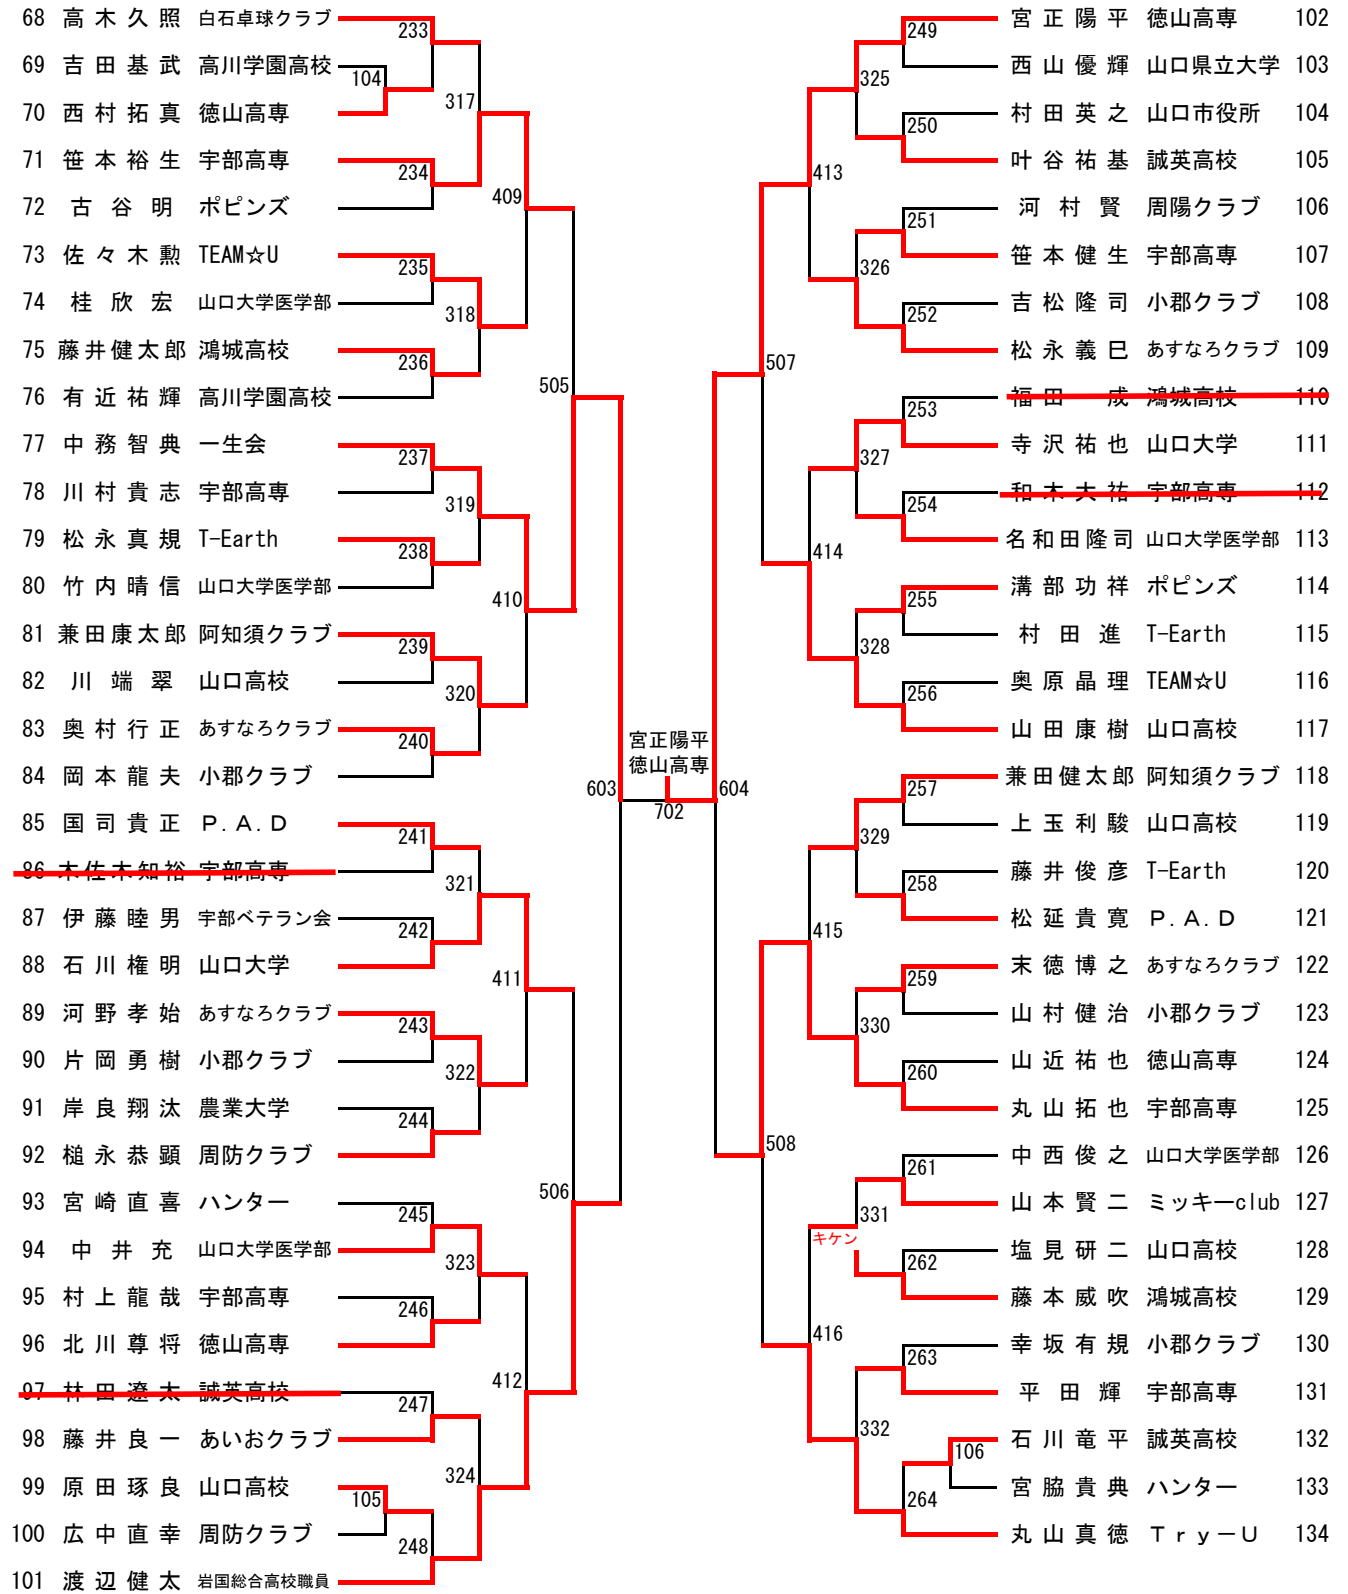 68 高木久照 白石卓球クラブ
69 吉田基武 高川学園高校
70 西村拓真 徳山高専
71 笹本裕生 宇部高専
72 古谷明 ポピンズ
73 佐々木勲 TEAM☆U
74 桂欣宏 山口大学医学部
75 藤井健太郎 鴻城高校
76 有近祐輝 高川学園高校
77 中務智典 一生会
78 川村貴志 宇部高専
79 松永真規 T-Earth
80 竹内晴信 山口大学医学部
81 兼田康太郎 阿知須クラブ
82 川端翠 山口高校
83 奥村行正 あすなろクラブ
84 岡本龍夫 小郡クラブ
85 国司貴正 P.A.D
86 木佐木知裕 宇部高専
87 伊藤睦男 宇部ベテラン会
88 石川権明 山口大学
89 河野孝始 あすなろクラブ
90 片岡勇樹 小郡クラブ
91 岸良翔汰 農業大学
92 槌永恭顕 周防クラブ
93 宮崎直喜 ハンター
94 中井充 山口大学医学部
95 村上龍哉 宇部高専
96 北川尊将 徳山高専
97 林田遼太 誠英高校
98 藤井良一 あいおクラブ
99 原田琢良 山口高校
100 広中直幸 周防クラブ
101 渡辺健太 岩国総合高校職員
104
105
233
234
235
236
237
238
239
240
241
242
243
244
245
246
247
248
317
318
319
320
321
322
323
324
409
410
411
412
505
506
603
宮正陽平
徳山高専
702
604
507
508
413
414
415
416
キケン
325
326
327
328
329
330
331
332
249
250
251
252
253
254
255
256
257
258
259
260
261
262
263
264
106
宮正陽平 徳山高専 102
西山優輝 山口県立大学 103
村田英之 山口市役所 104
叶谷祐基 誠英高校 105
河村賢 周陽クラブ 106
笹本健生 宇部高専 107
吉松隆司 小郡クラブ 108
松永義巳 あすなろクラブ 109
福田 成 鴻城高校 110
寺沢祐也 山口大学 111
和木大祐 宇部高専 112
名和田隆司 山口大学医学部 113
溝部功祥 ポピンズ 114
村田進 T-Earth 115
奥原晶理 TEAM☆U 116
山田康樹 山口高校 117
兼田健太郎 阿知須クラブ 118
上玉利駿 山口高校 119
藤井俊彦 T-Earth 120
松延貴寛 P.A.D 121
末徳博之 あすなろクラブ 122
山村健治 小郡クラブ 123
山近祐也 徳山高専 124
丸山拓也 宇部高専 125
中西俊之 山口大学医学部 126
山本賢二 ミッキーclub 127
塩見研二 山口高校 128
藤本威吹 鴻城高校 129
幸坂有規 小郡クラブ 130
平田輝 宇部高専 131
石川竜平 誠英高校 132
宮脇貴典 ハンター 133
丸山真徳 Try-U 134